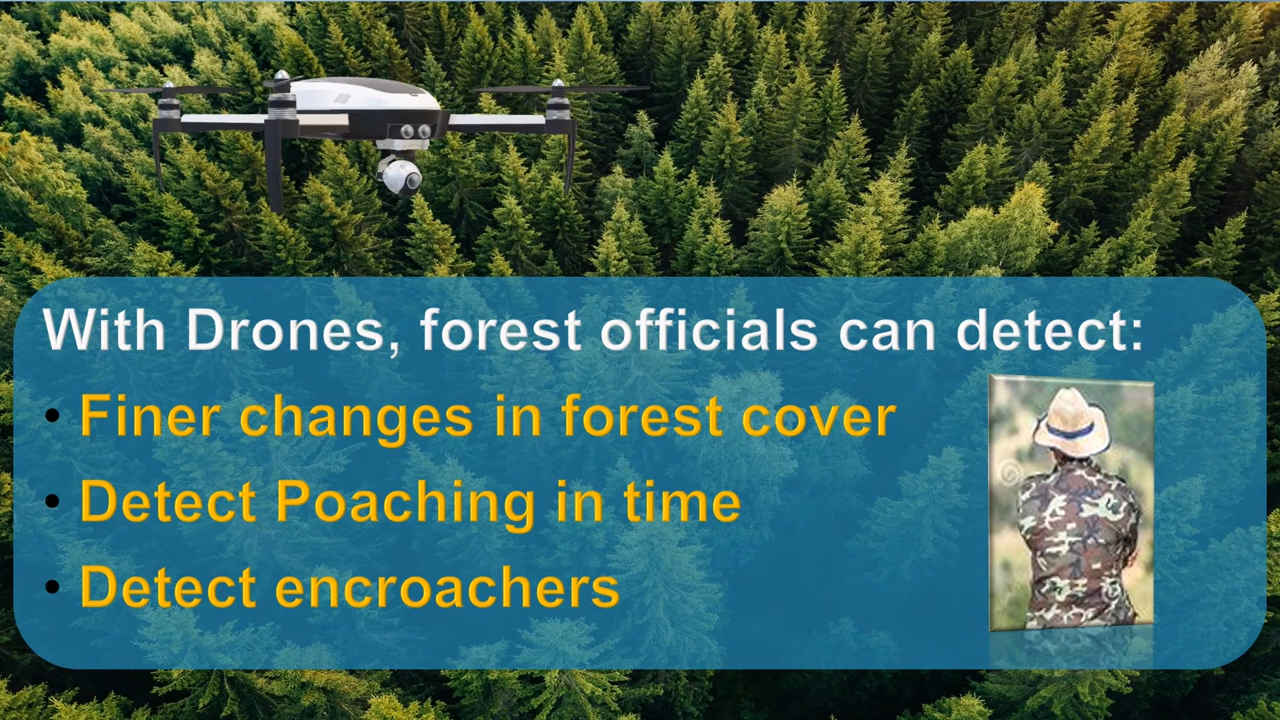 With Drones, forest officials can detect:
• Finer changes in forest cover
• Detect Poaching in time
• Detect encroachers